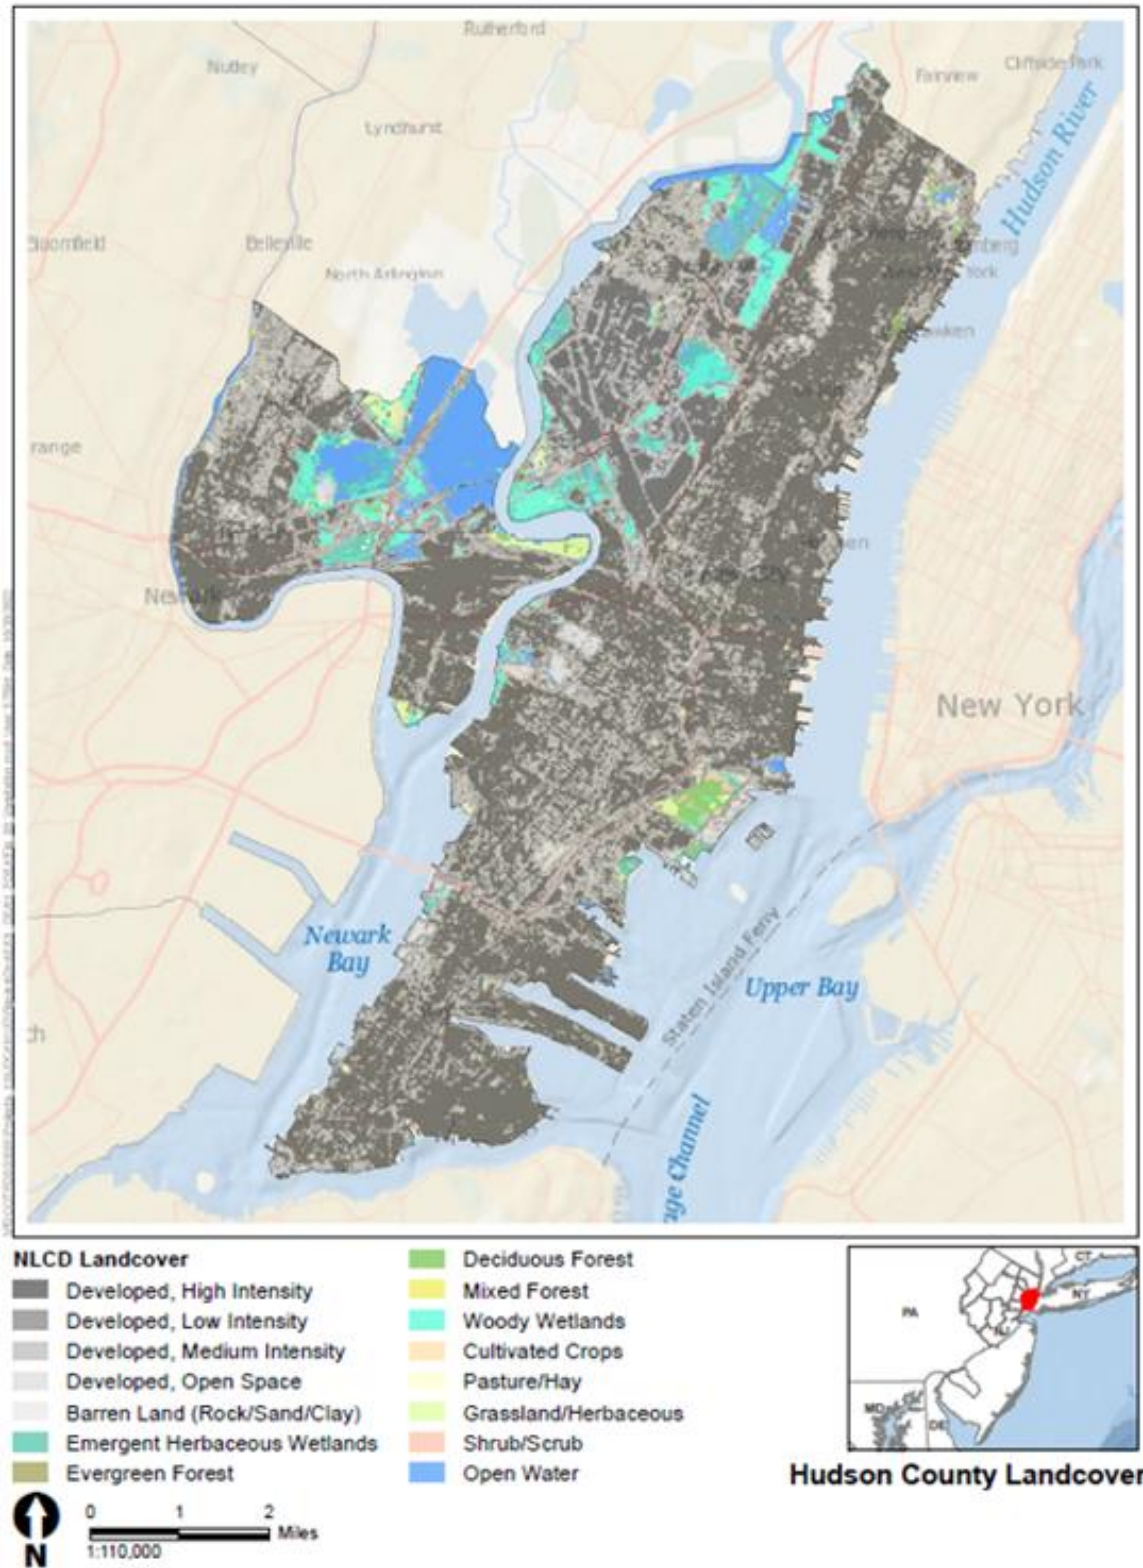 Rutherford
Nutley
Cliffside Park
Fairview
Lyndhurst
Hudson River
Bloomfield
Belleville
North Arlington
York
range
Newark
New York
Newark
Bay
Staten Island Ferry
Upper Bay
ch
age Channel
NLCD Landcover
Developed, High Intensity
Developed, Low Intensity
Developed, Medium Intensity
Developed, Open Space
Barren Land (Rock/Sand/Clay)
Emergent Herbaceous Wetlands
Evergreen Forest
Deciduous Forest
Mixed Forest
Woody Wetlands
Cultivated Crops
Pasture/Hay
Grassland/Herbaceous
Shrub/Scrub
Open Water
CT
NY
PA
NJ
MD
DE
Hudson County Landcover
0 1 2
Miles
1:110,000
N